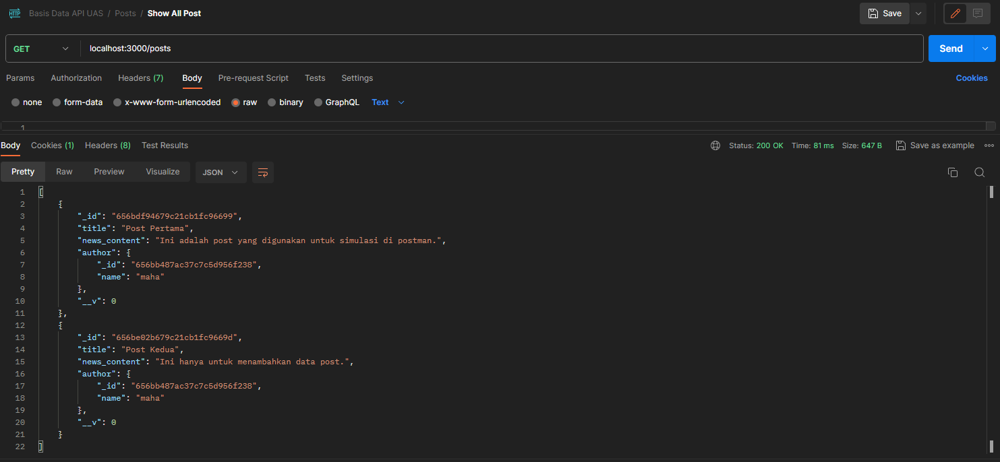 HTTP Basis Data API UAS / Posts / Show All Post Save
GET localhost:3000/posts Send
Params Authorization Headers (7) Body Pre-request Script Tests Settings Cookies
none form-data x-www-form-urlencoded raw binary GraphQL Text
1
Body Cookies (1) Headers (8) Test Results Status: 200 OK Time: 81 ms Size: 647 B Save as example
Pretty Raw Preview Visualize JSON
1 [
2 {
3 "_id": "656bdf94679c21cb1fc96699",
4 "title": "Post Pertama",
5 "news_content": "Ini adalah post yang digunakan untuk simulasi di postman.",
6 "author": {
7 "_id": "656bb487ac37c7c5d956f238",
8 "name": "maha"
9 },
10 "__v": 0
11 },
12 {
13 "_id": "656be02b679c21cb1fc9669d",
14 "title": "Post Kedua",
15 "news_content": "Ini hanya untuk menambahkan data post.",
16 "author": {
17 "_id": "656bb487ac37c7c5d956f238",
18 "name": "maha"
19 },
20 "__v": 0
21 }
22 ]